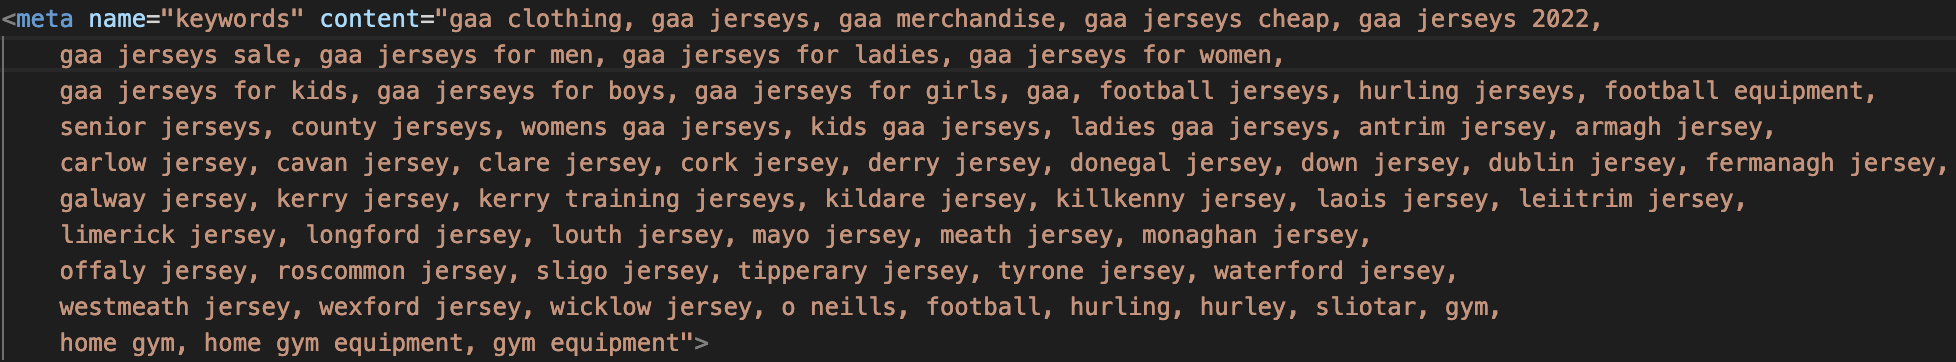 <meta name="keywords" content="gaa clothing, gaa jerseys, gaa merchandise, gaa jerseys cheap, gaa jerseys 2022,
gaa jerseys sale, gaa jerseys for men, gaa jerseys for ladies, gaa jerseys for women,
gaa jerseys for kids, gaa jerseys for boys, gaa jerseys for girls, gaa, football jerseys, hurling jerseys, football equipment,
senior jerseys, county jerseys, womens gaa jerseys, kids gaa jerseys, ladies gaa jerseys, antrim jersey, armagh jersey,
carlow jersey, cavan jersey, clare jersey, cork jersey, derry jersey, donegal jersey, down jersey, dublin jersey, fermanagh jersey,
galway jersey, kerry jersey, kerry training jerseys, kildare jersey, killkenny jersey, laois jersey, leiitrim jersey,
limerick jersey, longford jersey, louth jersey, mayo jersey, meath jersey, monaghan jersey,
offaly jersey, roscommon jersey, sligo jersey, tipperary jersey, tyrone jersey, waterford jersey,
westmeath jersey, wexford jersey, wicklow jersey, o neills, football, hurling, hurley, sliotar, gym,
home gym, home gym equipment, gym equipment">